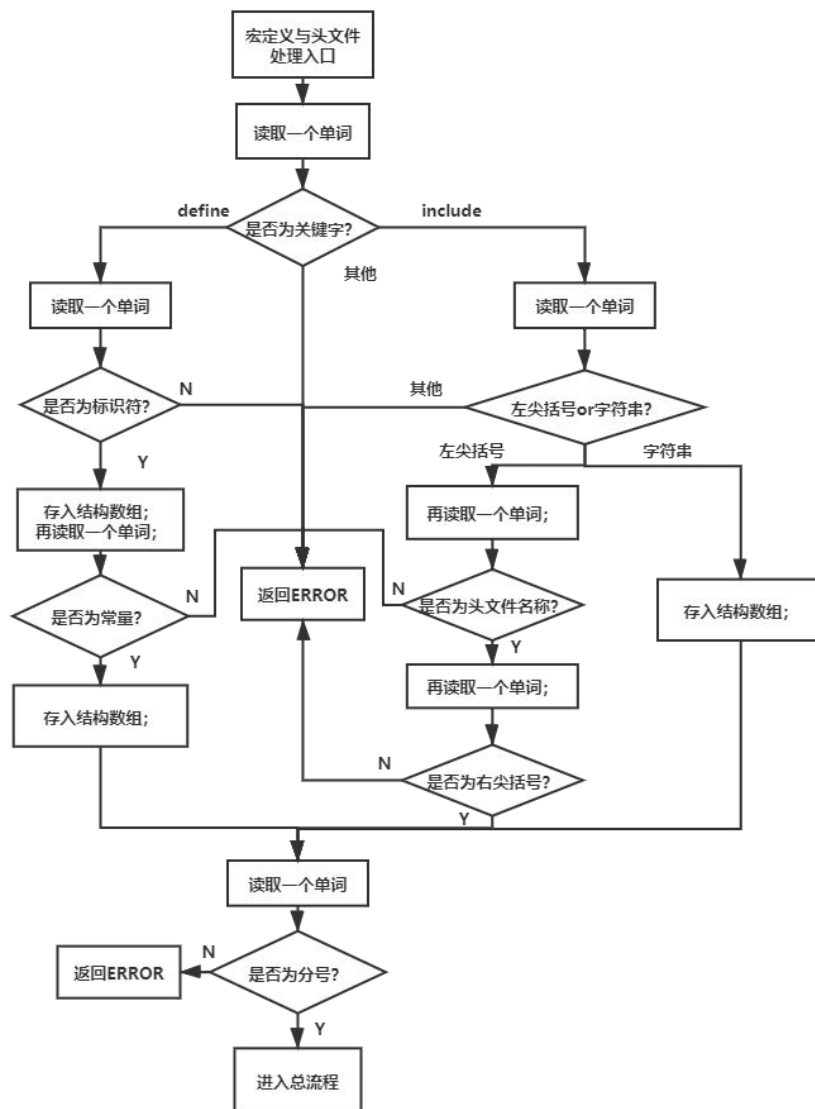 宏定义与头文件
处理入口
读取一个单词
define
是否为关键字?
include
其他
读取一个单词
读取一个单词
是否为标识符?
N
其他
左尖括号or字符串?
Y
左尖括号
字符串
存入结构数组;
再读取一个单词;
再读取一个单词;
是否为常量?
N
返回ERROR
N
是否为头文件名称?
存入结构数组;
Y
Y
存入结构数组;
再读取一个单词;
N
是否为右尖括号?
Y
读取一个单词
返回ERROR
N
是否为分号?
Y
进入总流程